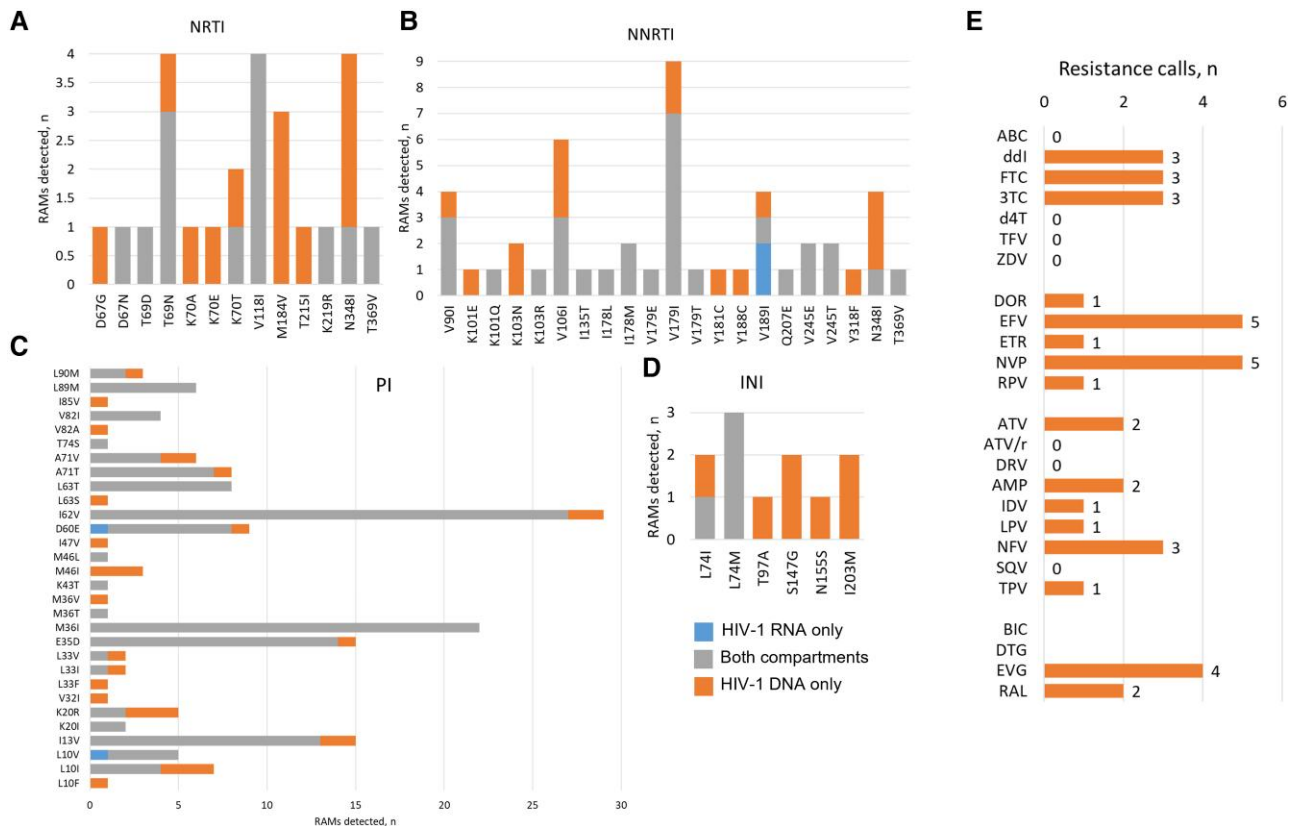 A
NRTI
RAMs detected, n
4
3.5
3
2.5
2
1.5
1
0.5
0
D67G
D67N
T69D
T69N
K70A
K70E
K70T
V118I
M184V
T215I
K219R
N348I
T369V
B
NNRTI
RAMs detected, n
9
8
7
6
5
4
3
2
1
0
V90I
K101E
K101Q
K103N
K103R
V106I
I135T
I178L
I178M
V179E
V179I
V179T
Y181C
Y188C
V189I
Q207E
V245E
V245T
Y318F
N348I
T369V
C
PI
L90M
L89M
I85V
V82I
V82A
T74S
A71V
A71T
L63T
L63S
I62V
D60E
I47V
M46L
M46I
K43T
M36V
M36T
M36I
E35D
L33V
L33I
L33F
V32I
K20R
K20I
I13V
L10V
L10I
L10F
0 5 10 15 20 25 30
RAMs detected, n
D
INI
RAMs detected, n
3
2
1
0
L74I
L74M
T97A
S147G
N155S
I203M
HIV-1 RNA only
Both compartments
HIV-1 DNA only
E
Resistance calls, n
0 2 4 6
ABC 0
ddI 3
FTC 3
3TC 3
d4T 0
TFV 0
ZDV 0
DOR 1
EFV 5
ETR 1
NVP 5
RPV 1
ATV 2
ATV/r 0
DRV 0
AMP 2
IDV 1
LPV 1
NFV 3
SQV 0
TPV 1
BIC
DTG
EVG 4
RAL 2